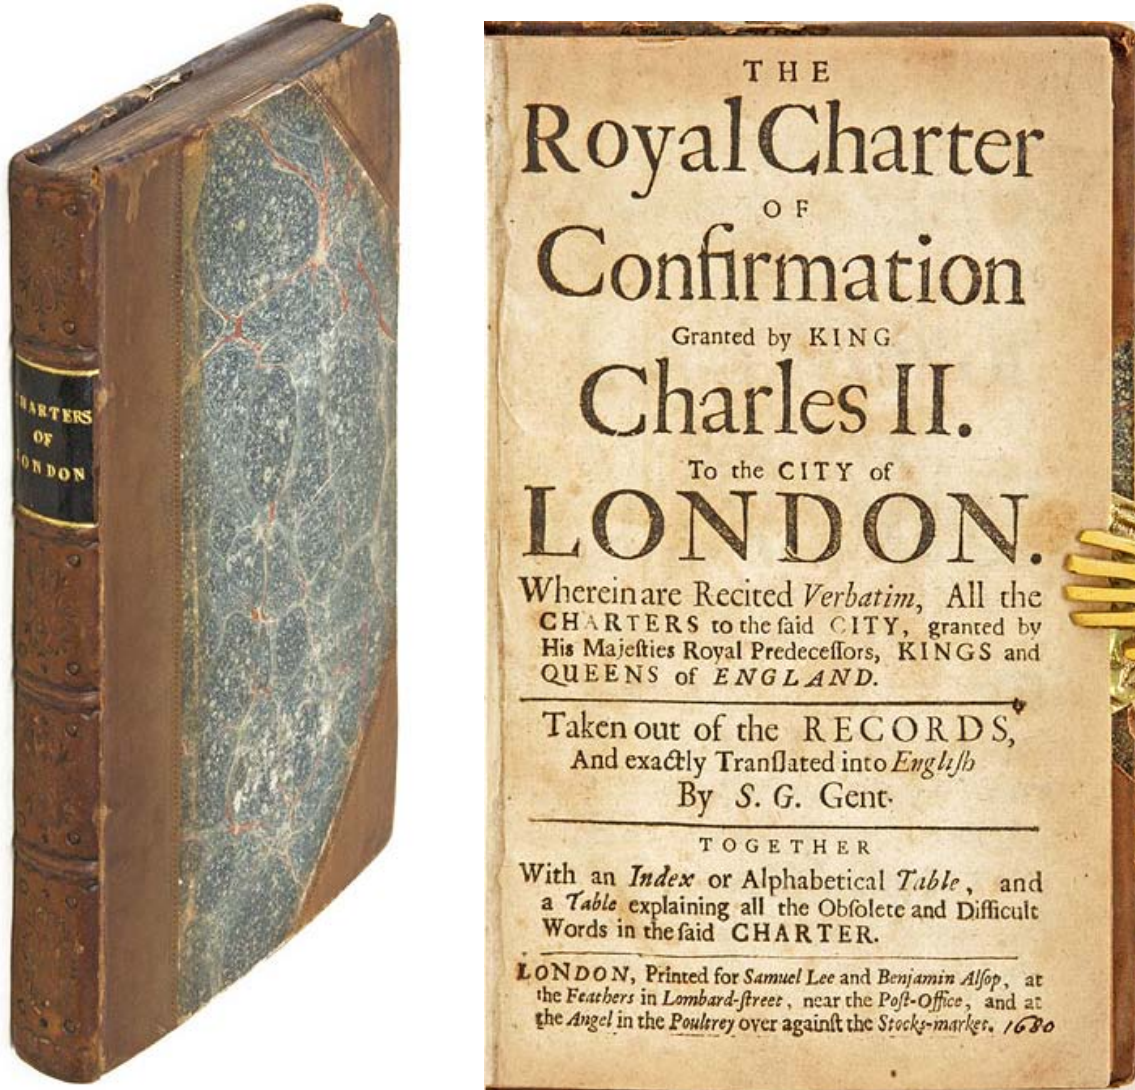 HARTERS
OF
ONDON
THE
Royal Charter
OF
Confirmation
Granted by KING
Charles II.
To the CITY of
LONDON.
Wherein are Recited Verbatim, All the
CHARTERS to the ſaid CITY, granted by
His Majeſties Royal Predeceſſors, KINGS and
QUEENS of ENGLAND.
Taken out of the RECORDS,
And exactly Tranſlated into Engliſh
By S. G. Gent.
TOGETHER
With an Index or Alphabetical Table, and
a Table explaining all the Obſolete and Difficult
Words in the ſaid CHARTER.
LONDON, Printed for Samuel Lee and Benjamin Alſop, at
the Feathers in Lombard-ſtreet, near the Poſt-Office, and at
the Angel in the Poultrey over againſt the Stocks-market. 1680